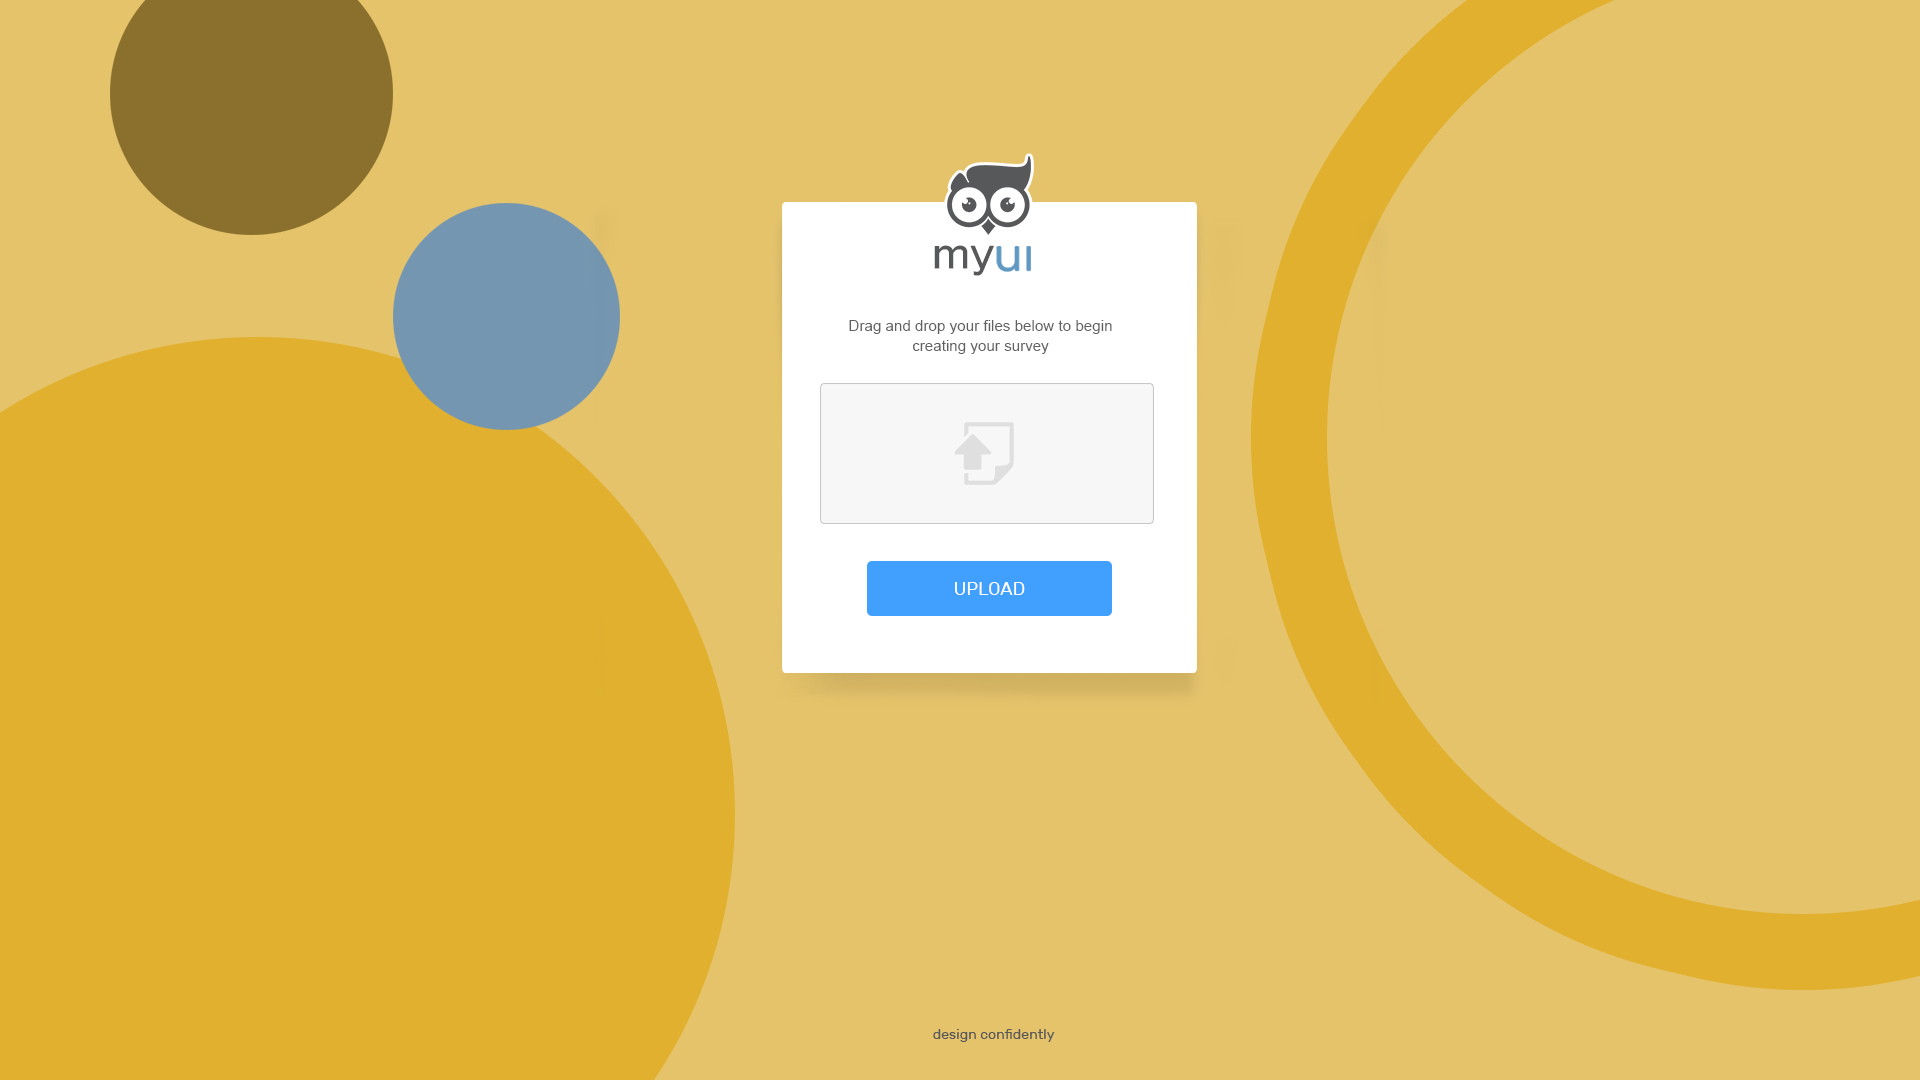 myui
Drag and drop your files below to begin
creating your survey
UPLOAD
design confidently